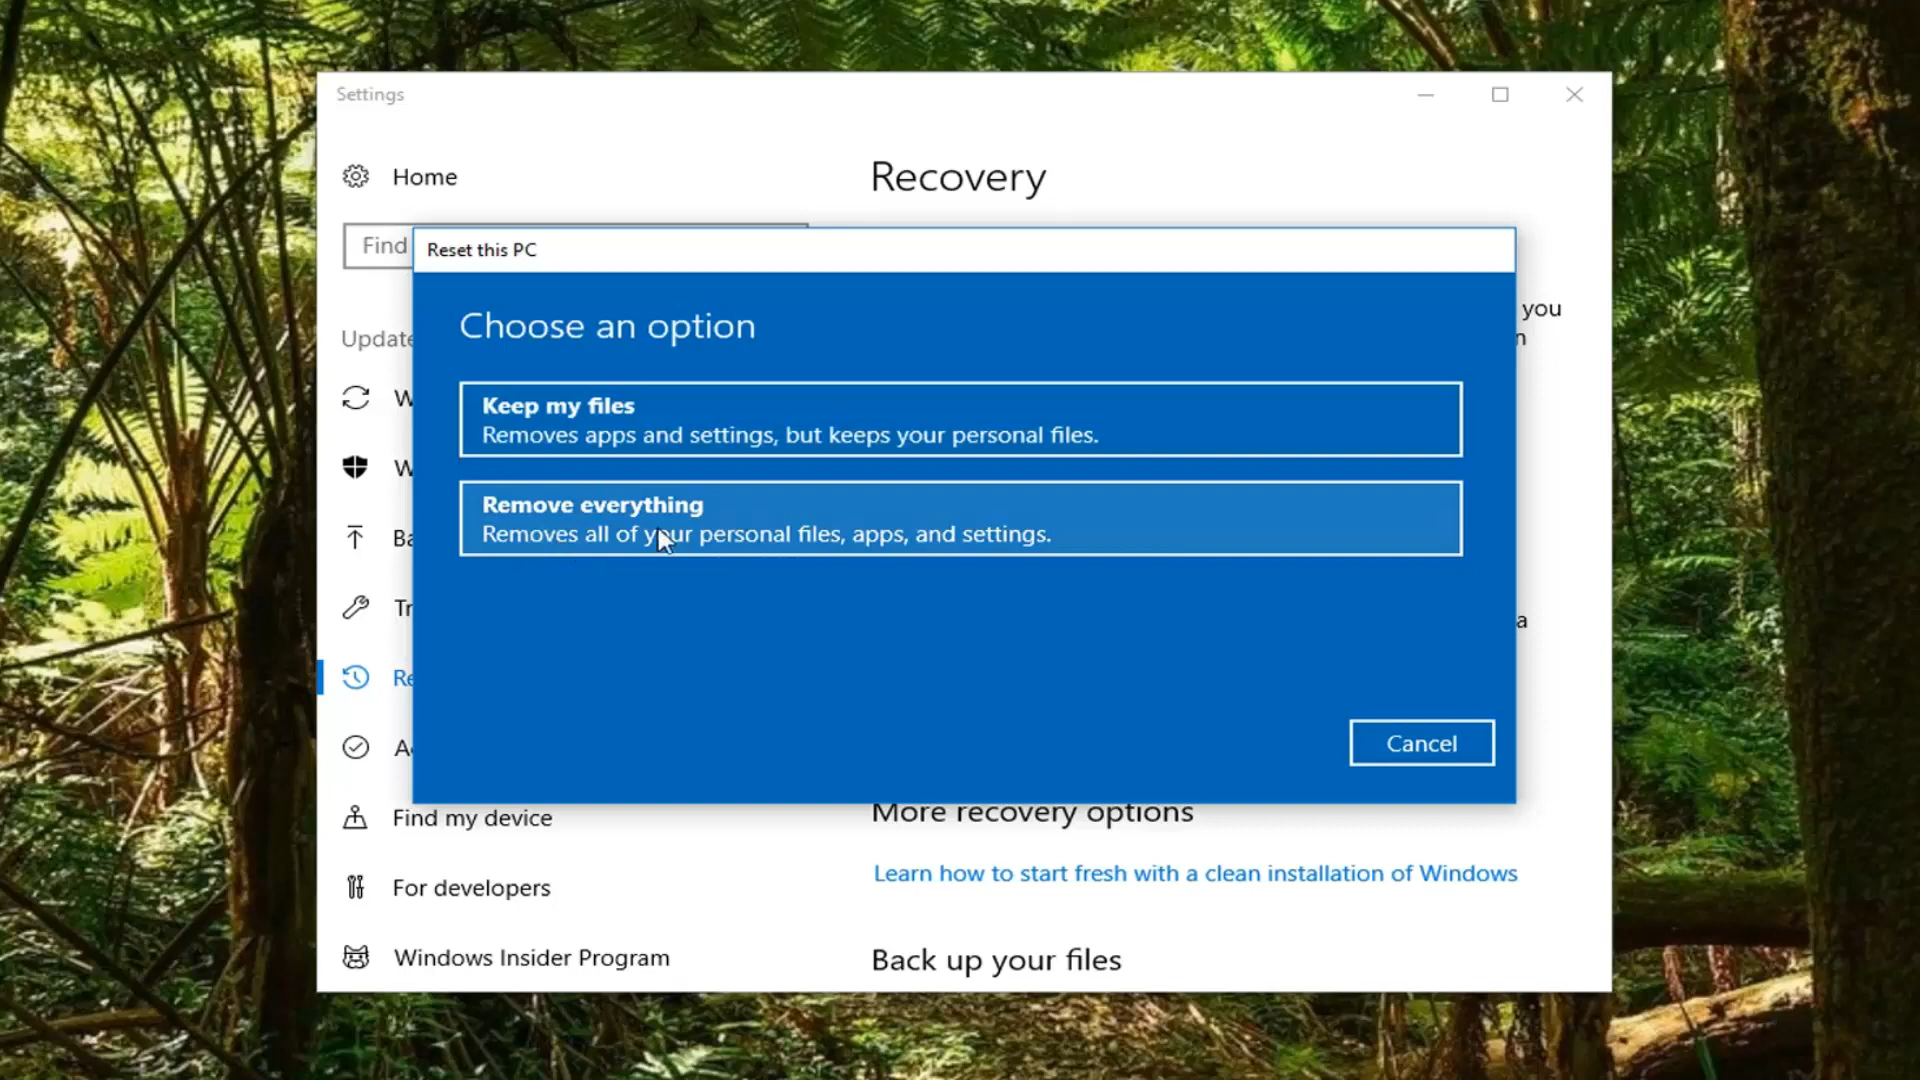 Settings
Home
Recovery
Find
Reset this PC
Choose an option
Keep my files
Removes apps and settings, but keeps your personal files.
Remove everything
Removes all of your personal files, apps, and settings.
Cancel
you
n
Update
W
W
Ba
Tr
a
Re
Find my device
For developers
Windows Insider Program
More recovery options
Learn how to start fresh with a clean installation of Windows
Back up your files